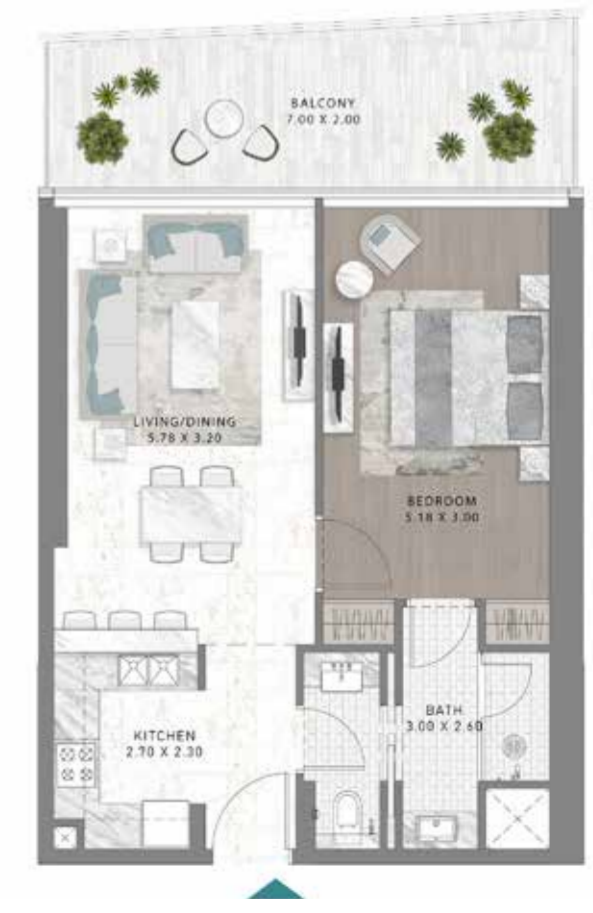 BALCONY
7.00 X 2.00
LIVING/DINING
5.78 X 3.20
BEDROOM
5.18 X 3.00
KITCHEN
2.70 X 2.30
BATH
3.00 X 2.60